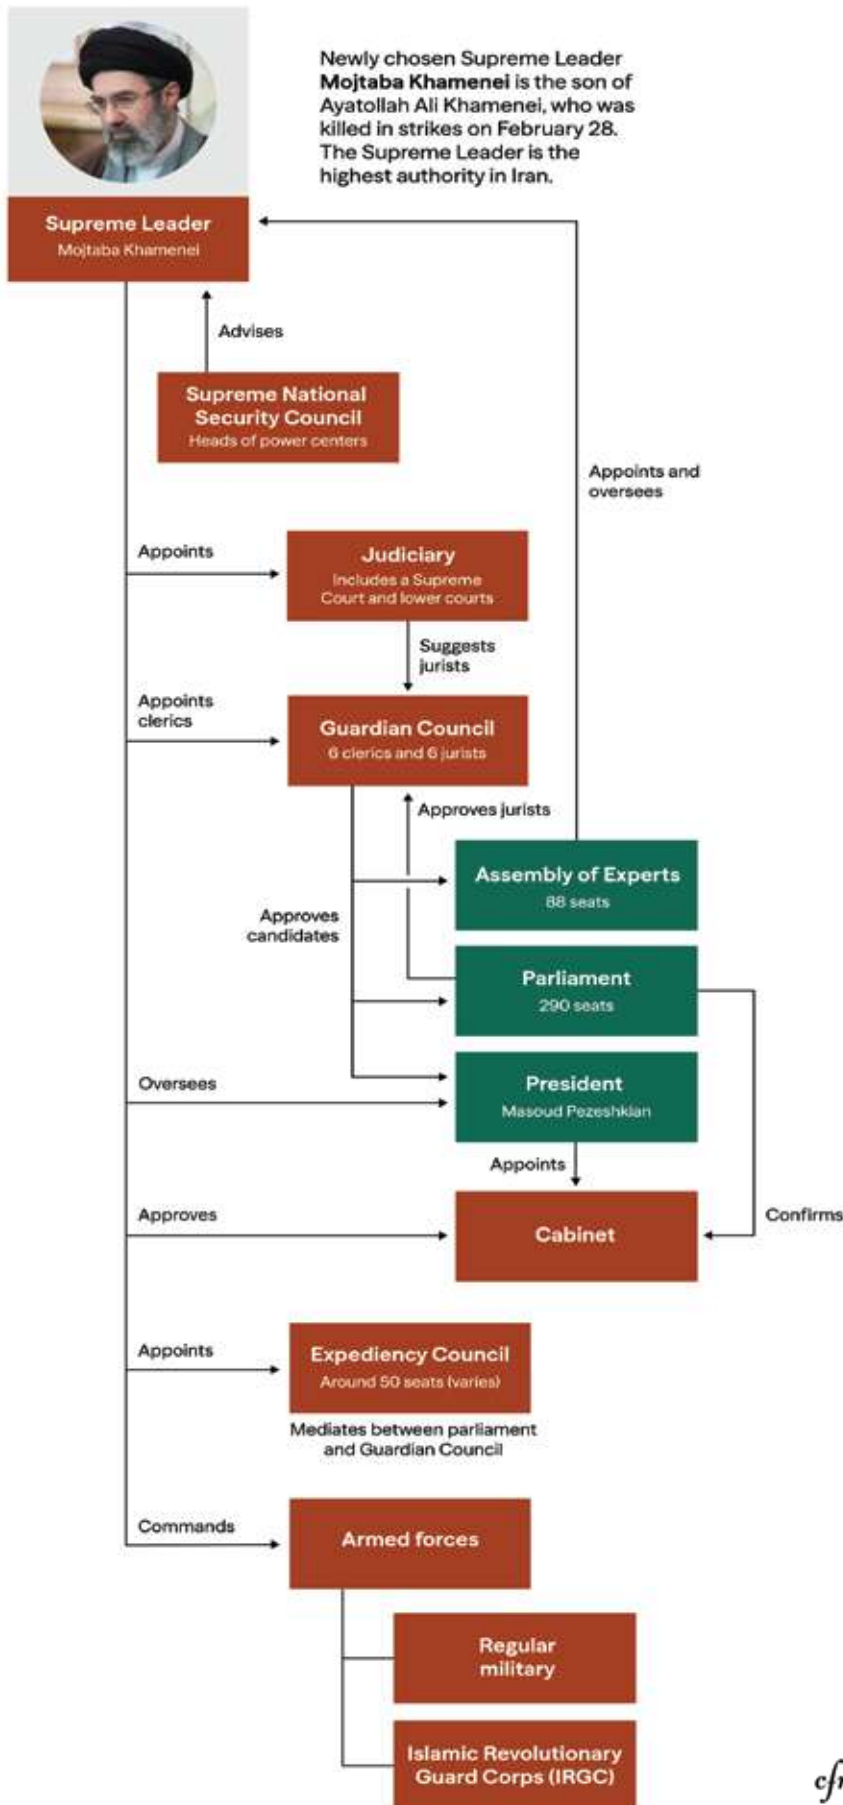 Newly chosen Supreme Leader
Mojtaba Khamenei is the son of
Ayatollah Ali Khamenei, who was
killed in strikes on February 28.
The Supreme Leader is the
highest authority in Iran.
Supreme Leader
Mojtaba Khamenei
Advises
Supreme National
Security Council
Heads of power centers
Appoints and
oversees
Appoints
Judiciary
Includes a Supreme
Court and lower courts
Suggests
jurists
Appoints
clerics
Guardian Council
6 clerics and 6 jurists
Approves jurists
Assembly of Experts
88 seats
Approves
candidates
Parliament
290 seats
Oversees
President
Masoud Pezeshkian
Appoints
Approves
Cabinet
Confirms
Appoints
Expediency Council
Around 50 seats (varies)
Mediates between parliament
and Guardian Council
Commands
Armed forces
Regular
military
Islamic Revolutionary
Guard Corps (IRGC)
cfr